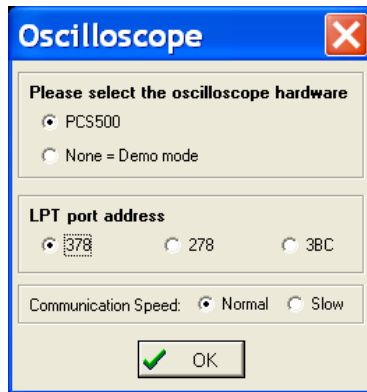 Oscilloscope
Please select the oscilloscope hardware
PCS500
None = Demo mode
LPT port address
378 278 3BC
Communication Speed: Normal Slow
OK